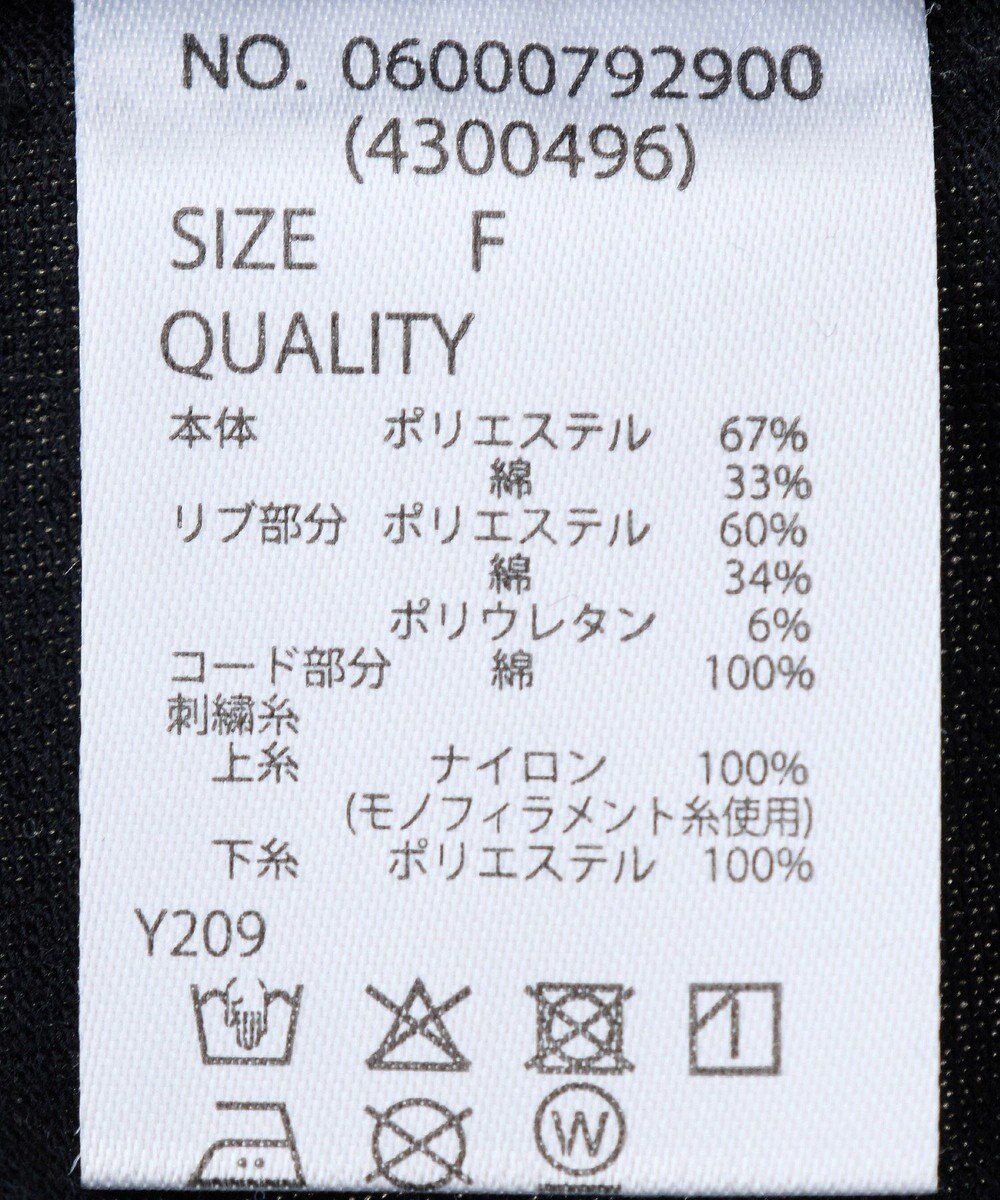 NO. 06000792900
(4300496)
SIZE F
QUALITY
本体 ポリエステル 67%
綿 33%
リブ部分 ポリエステル 60%
綿 34%
ポリウレタン 6%
コード部分 綿 100%
刺繍糸
上糸 ナイロン 100%
(モノフィラメント糸使用)
下糸 ポリエステル 100%
Y209
W